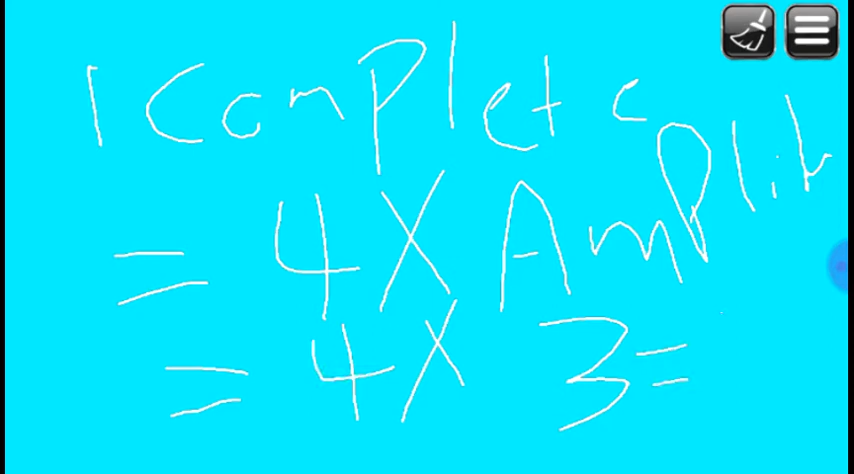 1 complete
= 4 X Amplit
= 4 X 3 =